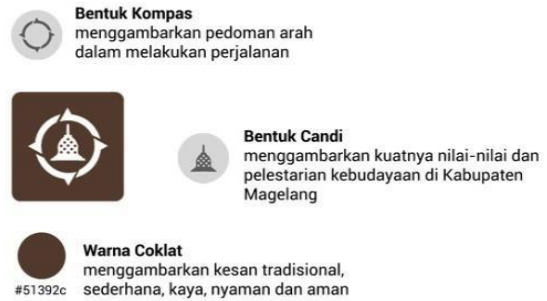 Bentuk Kompas
menggambarkan pedoman arah
dalam melakukan perjalanan
Bentuk Candi
menggambarkan kuatnya nilai-nilai dan
pelestarian kebudayaan di Kabupaten
Magelang
Warna Coklat
menggambarkan kesan tradisional,
#51392c sederhana, kaya, nyaman dan aman